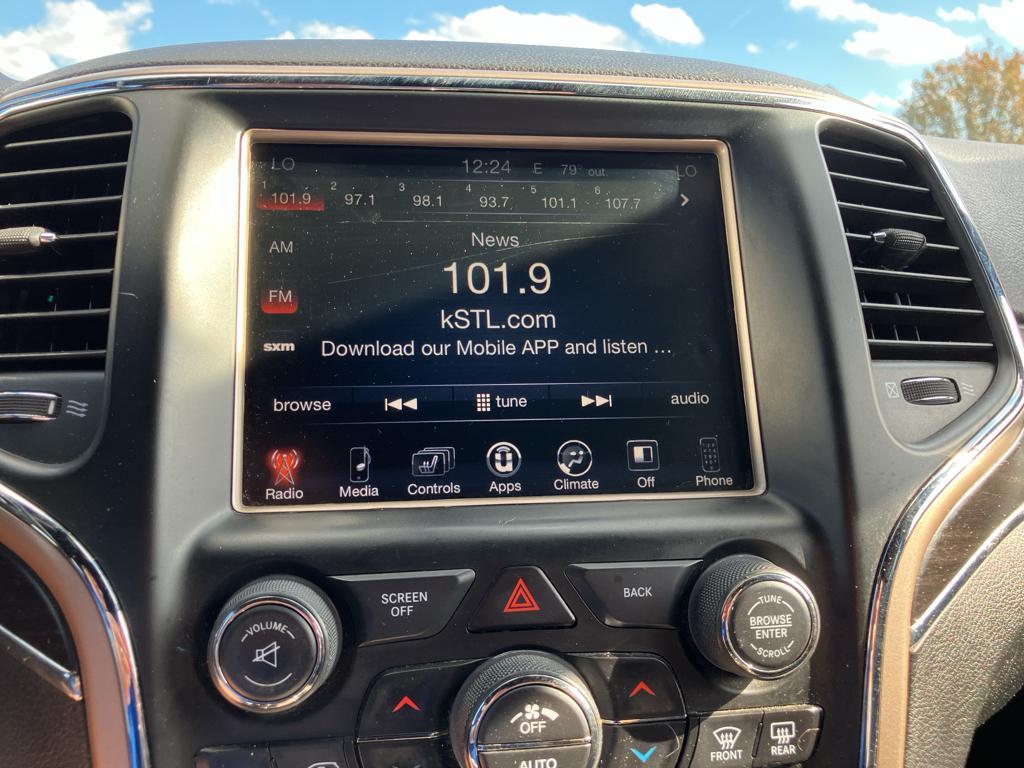 LO 12:24 E 79° out. LO
1 2 3 4 5 6
101.9 97.1 98.1 93.7 101.1 107.7
AM
News
101.9
FM
kSTL.com
sxm
Download our Mobile APP and listen ...
browse tune audio
Radio Media Controls Apps Climate Off Phone
SCREEN
OFF
BACK
VOLUME
TUNE
BROWSE
ENTER
SCROLL
OFF
AUTO
FRONT
REAR